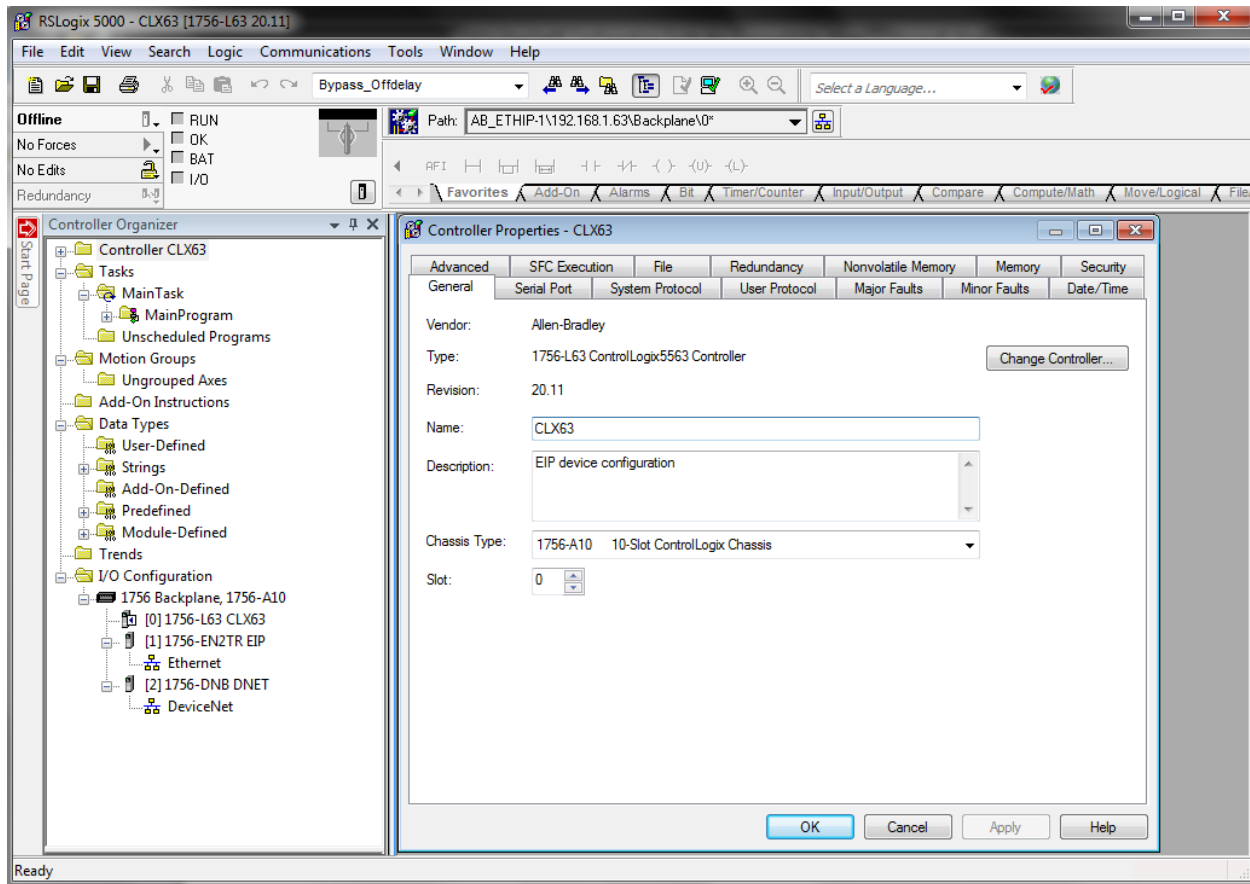 RSLogix 5000 - CLX63 [1756-L63 20.11]
File Edit View Search Logic Communications Tools Window Help
Bypass_Offdelay
Select a Language...
Offline
RUN
No Forces
OK
No Edits
BAT
Redundancy
I/O
Path: AB_ETHIP-1\192.168.1.63\Backplane\0*
AFI
Favorites Add-On Alarms Bit Timer/Counter Input/Output Compare Compute/Math Move/Logical File
Start Page
Controller Organizer
Controller CLX63
Tasks
MainTask
MainProgram
Unscheduled Programs
Motion Groups
Ungrouped Axes
Add-On Instructions
Data Types
User-Defined
Strings
Add-On-Defined
Predefined
Module-Defined
Trends
I/O Configuration
1756 Backplane, 1756-A10
[0] 1756-L63 CLX63
[1] 1756-EN2TR EIP
Ethernet
[2] 1756-DNB DNET
DeviceNet
Controller Properties - CLX63
Advanced SFC Execution File Redundancy Nonvolatile Memory Memory Security
General Serial Port System Protocol User Protocol Major Faults Minor Faults Date/Time
Vendor: Allen-Bradley
Type: 1756-L63 ControlLogix5563 Controller Change Controller...
Revision: 20.11
Name: CLX63
Description: EIP device configuration
Chassis Type: 1756-A10 10-Slot ControlLogix Chassis
Slot: 0
OK Cancel Apply Help
Ready